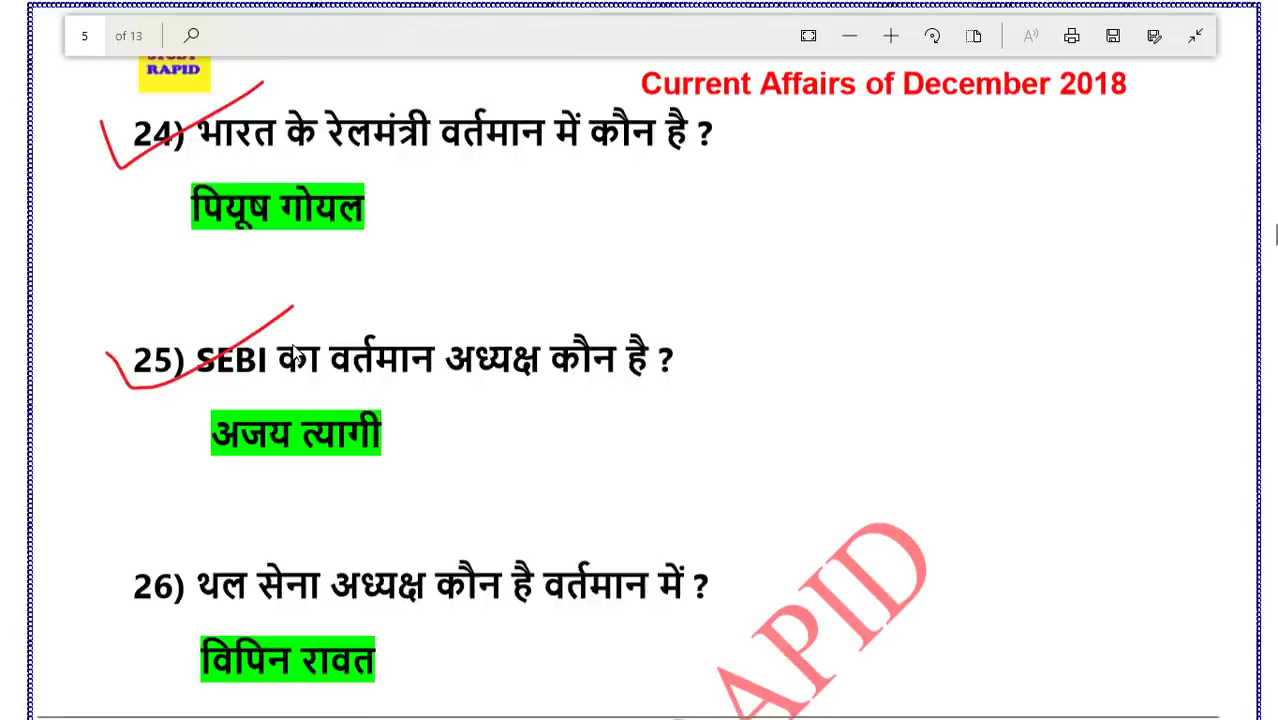 5 of 13
RAPID
Current Affairs of December 2018
24) भारत के रेलमंत्री वर्तमान में कौन है ?
पियूष गोयल
25) SEBI का वर्तमान अध्यक्ष कौन है ?
अजय त्यागी
26) थल सेना अध्यक्ष कौन है वर्तमान में ?
विपिन रावत
APID